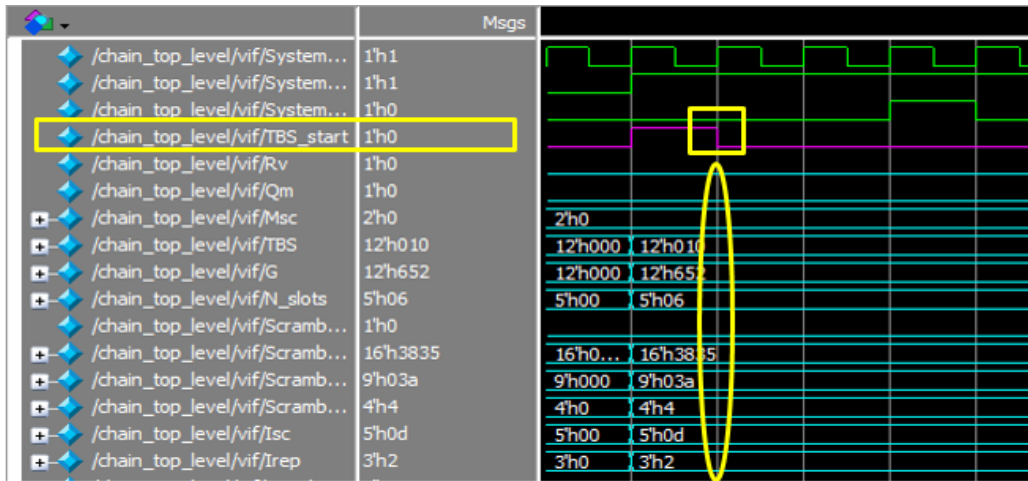 Msgs
/chain_top_level/vif/System... 1'h1
/chain_top_level/vif/System... 1'h1
/chain_top_level/vif/System... 1'h0
/chain_top_level/vif/TBS_start 1'h0
/chain_top_level/vif/Rv 1'h0
/chain_top_level/vif/Qm 1'h0
/chain_top_level/vif/Msc 2'h0 2'h0
/chain_top_level/vif/TBS 12'h010 12'h000 12'h010
/chain_top_level/vif/G 12'h652 12'h000 12'h652
/chain_top_level/vif/N_slots 5'h06 5'h00 5'h06
/chain_top_level/vif/Scramb... 1'h0
/chain_top_level/vif/Scramb... 16'h3835 16'h0... 16'h3835
/chain_top_level/vif/Scramb... 9'h03a 9'h000 9'h03a
/chain_top_level/vif/Scramb... 4'h4 4'h0 4'h4
/chain_top_level/vif/Isc 5'h0d 5'h00 5'h0d
/chain_top_level/vif/Irep 3'h2 3'h0 3'h2